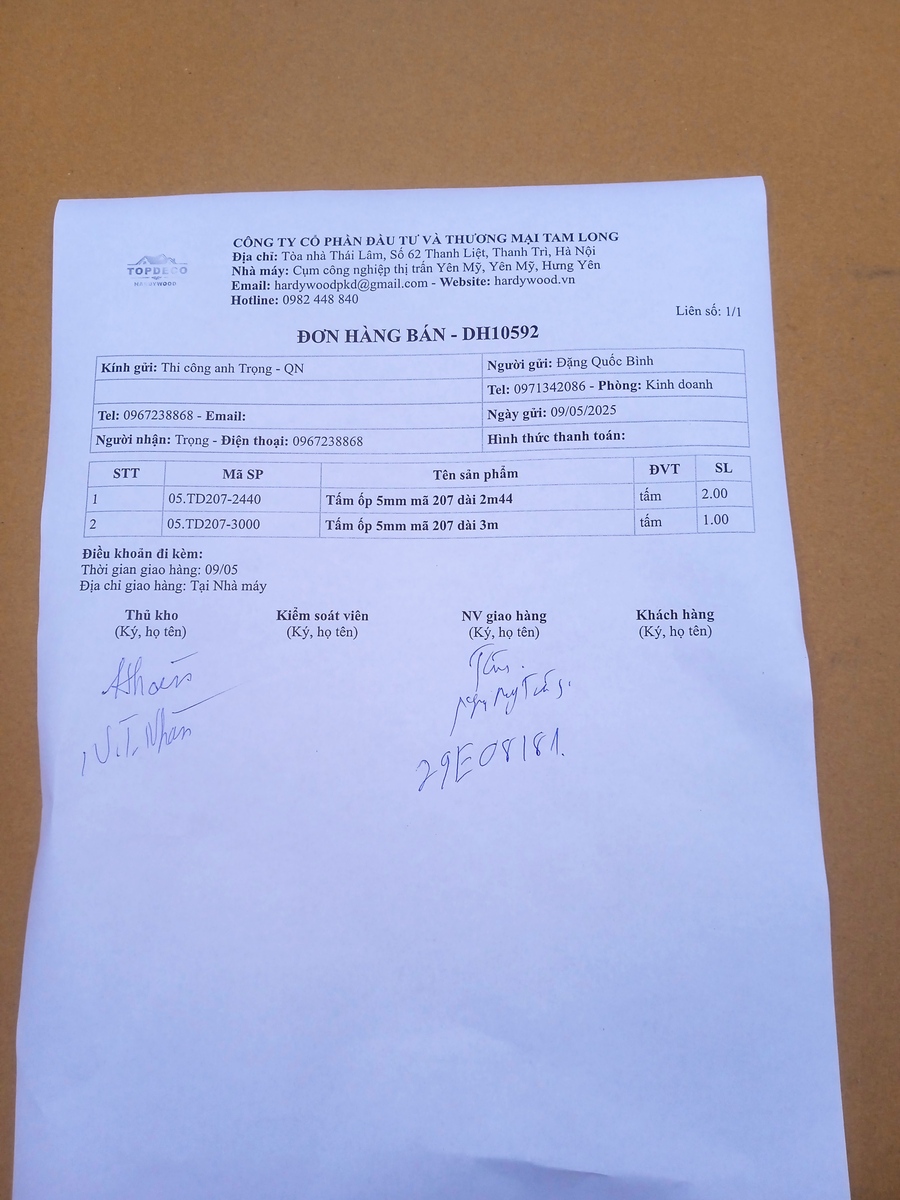 CÔNG TY CỔ PHẦN ĐẦU TƯ VÀ THƯƠNG MẠI TAM LONG
Địa chỉ: Tòa nhà Thái Lâm, Số 62 Thanh Liệt, Thanh Trì, Hà Nội
Nhà máy: Cụm công nghiệp thị trấn Yên Mỹ, Yên Mỹ, Hưng Yên
Email: hardywoodpkd@gmail.com - Website: hardywood.vn
Hotline: 0982 448 840
TOPDECO
HARDYWOOD
Liên số: 1/1
ĐƠN HÀNG BÁN - DH10592
Kính gửi: Thi công anh Trọng - QN
Người gửi: Đặng Quốc Bình
Tel: 0971342086 - Phòng: Kinh doanh
Tel: 0967238868 - Email:
Ngày gửi: 09/05/2025
Người nhận: Trọng - Điện thoại: 0967238868
Hình thức thanh toán:
STT Mã SP Tên sản phẩm ĐVT SL
1 05.TD207-2440 Tấm ốp 5mm mã 207 dài 2m44 tấm 2.00
2 05.TD207-3000 Tấm ốp 5mm mã 207 dài 3m tấm 1.00
Điều khoản đi kèm:
Thời gian giao hàng: 09/05
Địa chỉ giao hàng: Tại Nhà máy
Thủ kho Kiểm soát viên NV giao hàng Khách hàng
(Ký, họ tên) (Ký, họ tên) (Ký, họ tên) (Ký, họ tên)
V.T. Nhàn
29E08181.